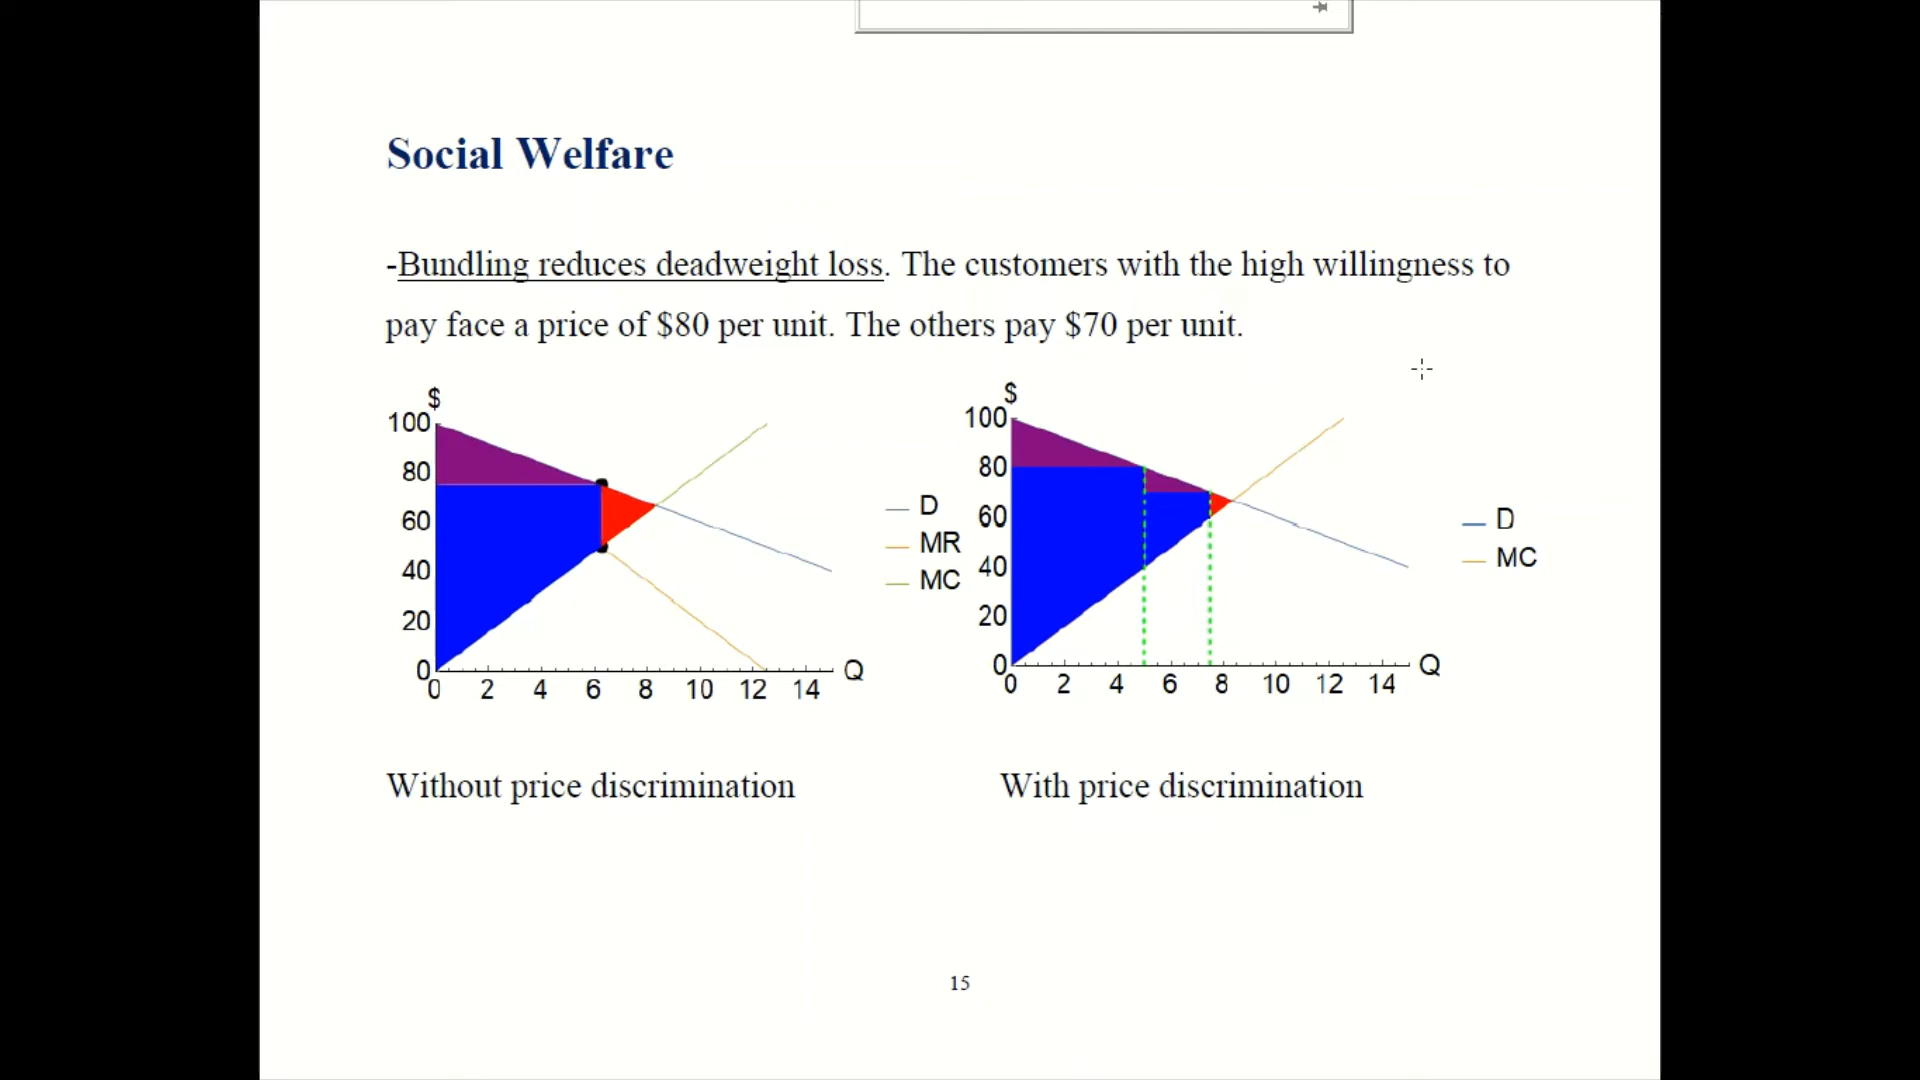 Social Welfare
-Bundling reduces deadweight loss. The customers with the high willingness to
pay face a price of $80 per unit. The others pay $70 per unit.
$
100
80
60
40
20
0
0 2 4 6 8 10 12 14 Q
D
MR
MC
$
100
80
60
40
20
0
0 2 4 6 8 10 12 14 Q
D
MC
Without price discrimination
With price discrimination
15